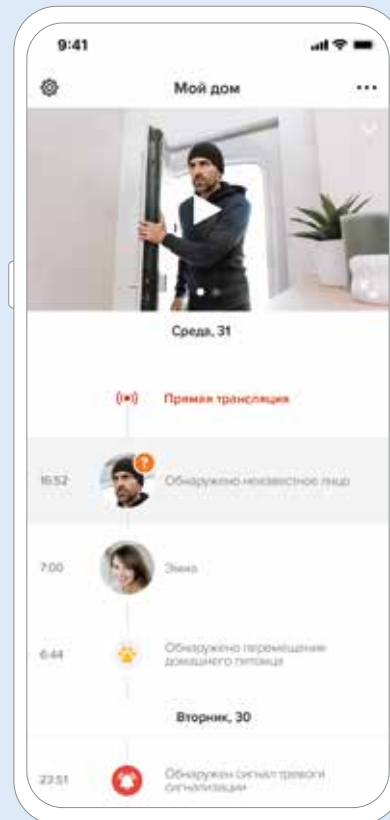 9:41
Мой дом
Среда, 31
Прямая трансляция
16:52
Обнаружено неизвестное лицо
7:00
Эмма
6:44
Обнаружено перемещение
домашнего питомца
Вторник, 30
23:51
Обнаружен сигнал тревоги
сигнализации